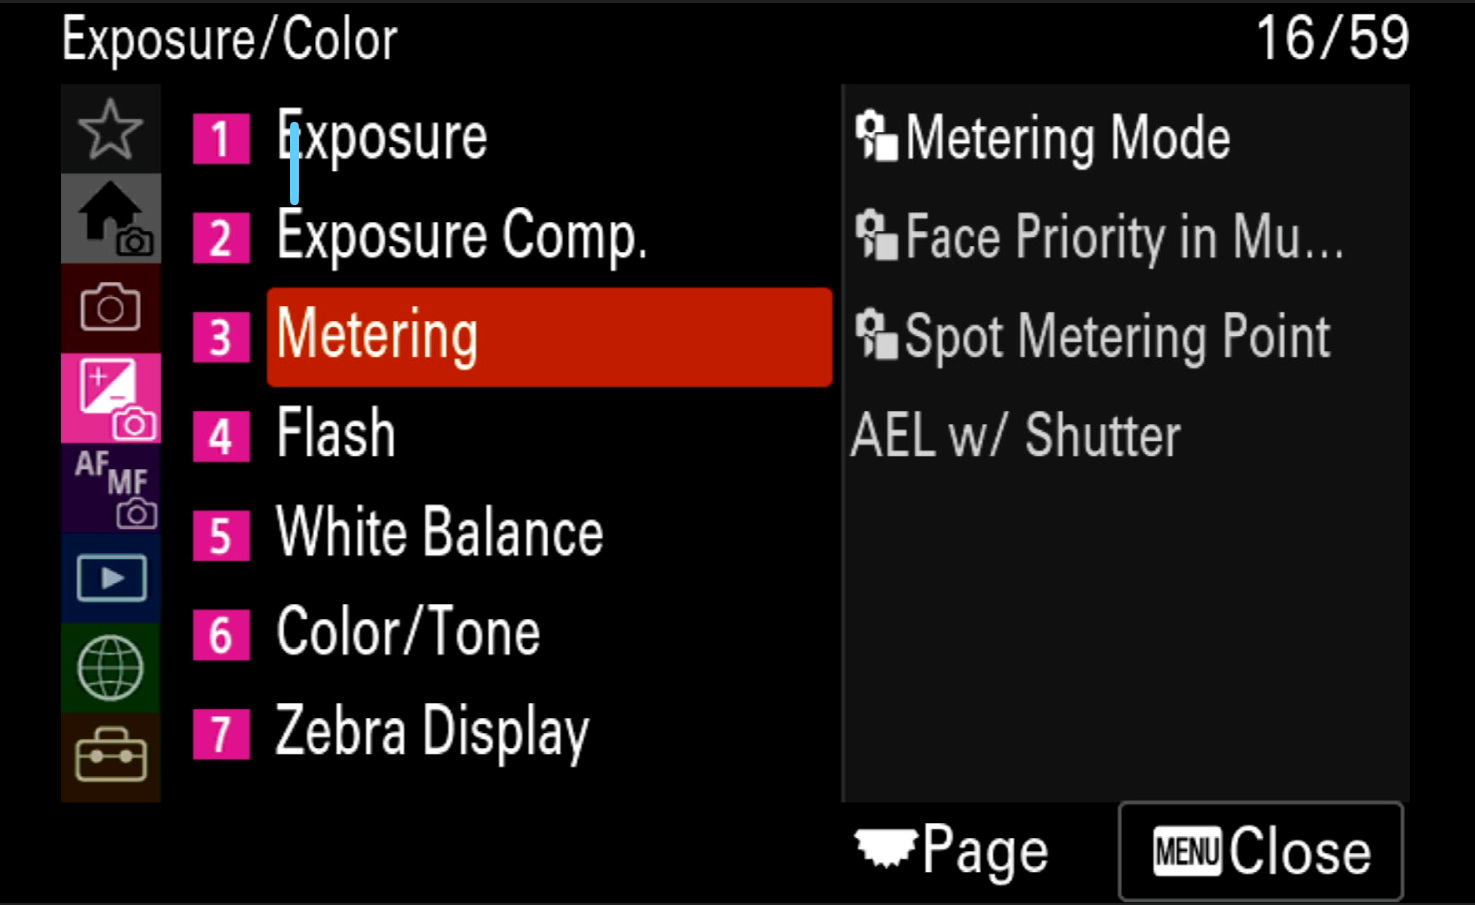 Exposure/Color
16/59
1 Exposure
2 Exposure Comp.
3 Metering
4 Flash
5 White Balance
6 Color/Tone
7 Zebra Display
AF MF
Metering Mode
Face Priority in Mu...
Spot Metering Point
AEL w/ Shutter
Page
MENU Close